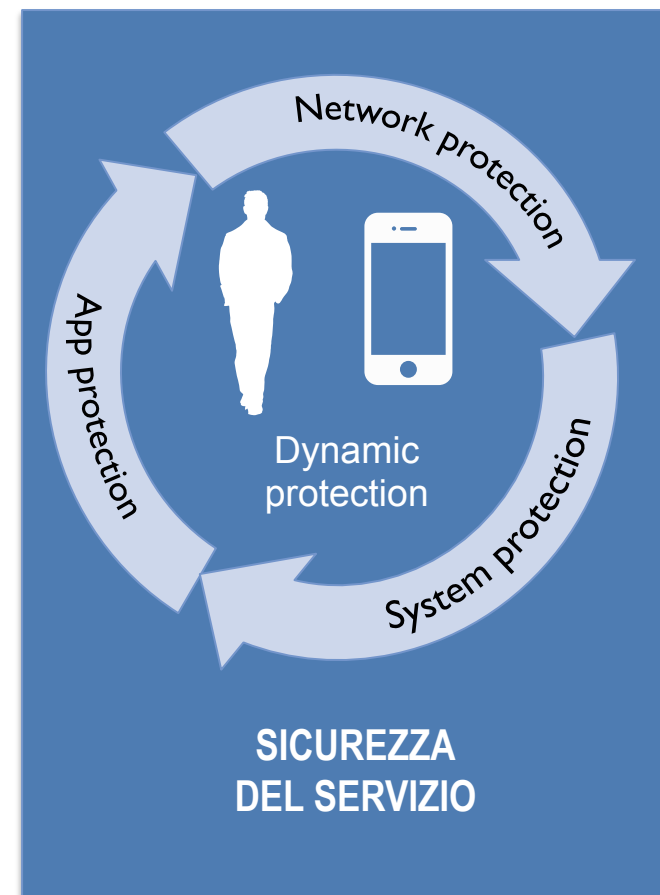 Network protection
App protection
Dynamic
protection
System protection
SICUREZZA
DEL SERVIZIO